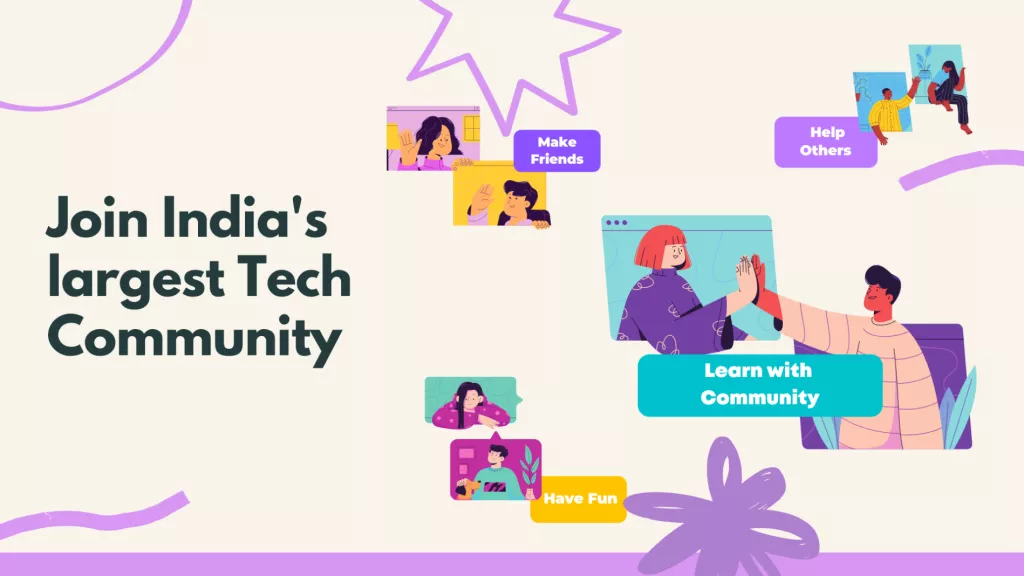 Join India's
largest Tech
Community
Make
Friends
Help
Others
Learn with
Community
Have Fun